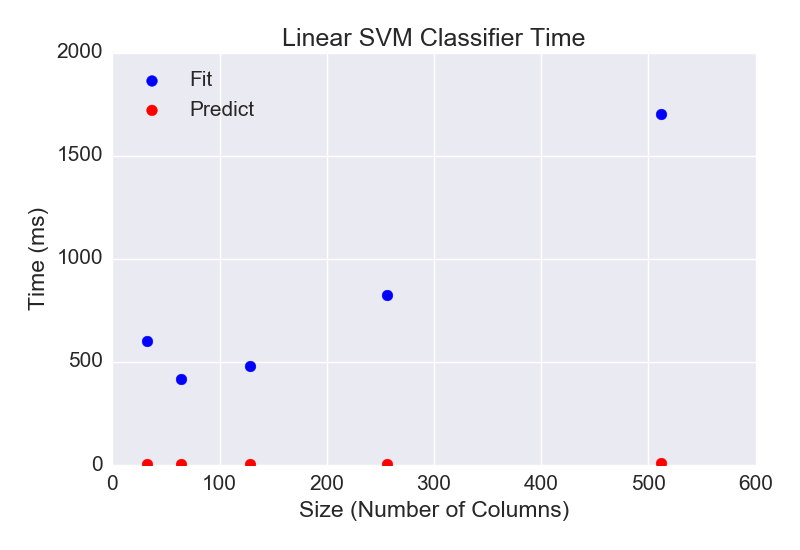 Linear SVM Classifier Time
2000
1500
1000
500
0
Time (ms)
Fit
Predict
0 100 200 300 400 500 600
Size (Number of Columns)